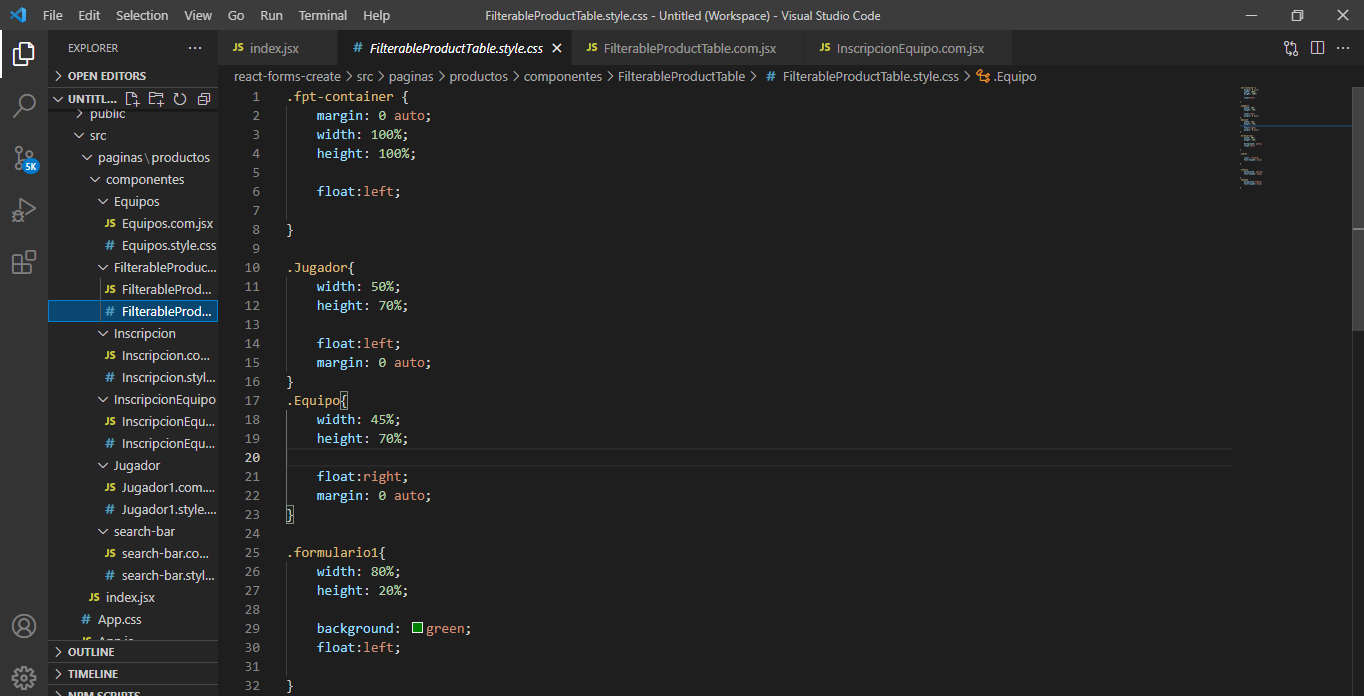 File Edit Selection View Go Run Terminal Help FilterableProductTable.style.css - Untitled (Workspace) - Visual Studio Code
EXPLORER ···
JS index.jsx # FilterableProductTable.style.css JS FilterableProductTable.com.jsx JS InscripcionEquipo.com.jsx ···
OPEN EDITORS
UNTITL...
public
src
paginas\productos
componentes
Equipos
JS Equipos.com.jsx
# Equipos.style.css
FilterableProduc...
JS FilterableProd...
# FilterableProd...
Inscripcion
JS Inscripcion.co...
# Inscripcion.styl...
InscripcionEquipo
JS InscripcionEqu...
# InscripcionEqu...
Jugador
JS Jugador1.com....
# Jugador1.style....
search-bar
JS search-bar.co...
# search-bar.styl...
JS index.jsx
# App.css
OUTLINE
TIMELINE
NPM SCRIPTS
5K
react-forms-create > src > paginas > productos > componentes > FilterableProductTable > # FilterableProductTable.style.css > .Equipo
1 .fpt-container {
2 margin: 0 auto;
3 width: 100%;
4 height: 100%;
5
6 float:left;
7
8 }
9
10 .Jugador{
11 width: 50%;
12 height: 70%;
13
14 float:left;
15 margin: 0 auto;
16 }
17 .Equipo{
18 width: 45%;
19 height: 70%;
20
21 float:right;
22 margin: 0 auto;
23 }
24
25 .formulario1{
26 width: 80%;
27 height: 20%;
28
29 background: green;
30 float:left;
31
32 }